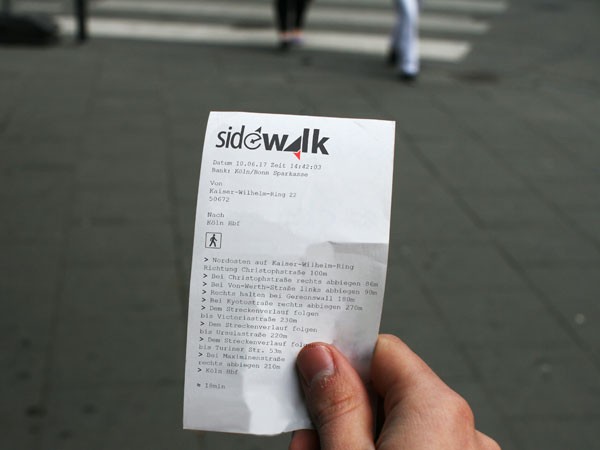 sidewalk
Datum 10.06.17 Zeit 14:42:03
Bank: Köln/Bonn Sparkasse
Von
Kaiser-Wilhelm-Ring 22
50672
Nach
Köln Hbf
> Nordosten auf Kaiser-Wilhelm-Ring
Richtung Christophstraße 100m
> Bei Christophstraße rechts abbiegen 86m
> Bei Von-Werth-Straße links abbiegen 99m
> Rechts halten bei Gereonswall 180m
> Bei Kyotostraße rechts abbiegen 270m
> Dem Streckenverlauf folgen
bis Victoriastraße 230m
> Dem Streckenverlauf folgen
bis Ursulastraße 220m
> Dem Streckenverlauf folgen
bis Turiner Str. 53m
> Bei Maximinenstraße
rechts abbiegen 210m
> Köln Hbf
≈ 18min